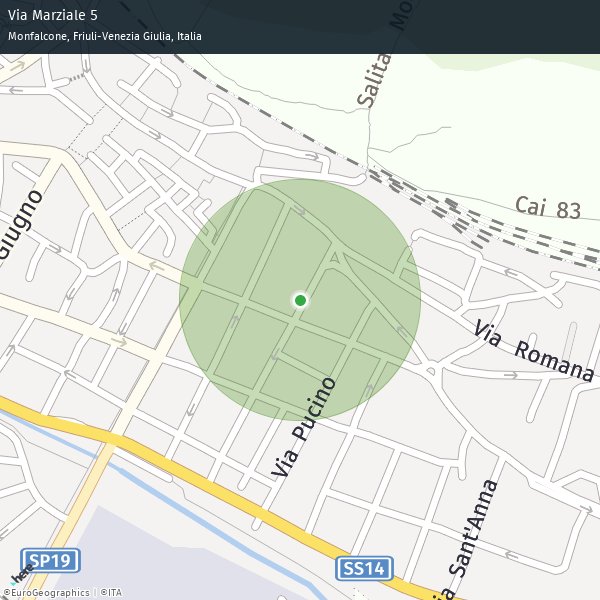 Via Marziale 5
Monfalcone, Friuli-Venezia Giulia, Italia
Salita Mo
Cai 83
Giugno
Via Romana
Via Pucino
Via Sant'Anna
SP19
SS14
here
©EuroGeographics | ©ITA